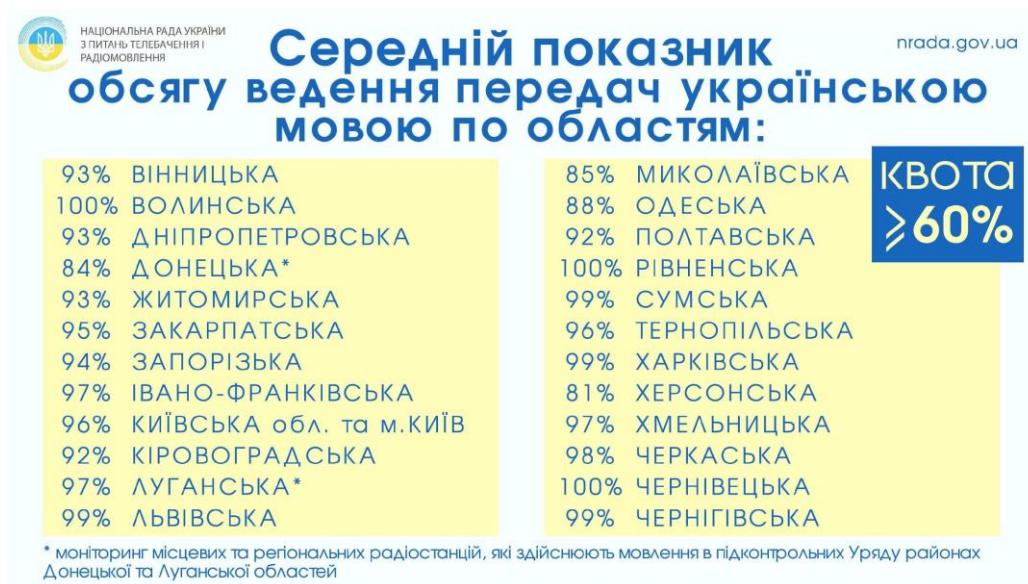 НАЦІОНАЛЬНА РАДА УКРАЇНИ
З ПИТАНЬ ТЕЛЕБАЧЕННЯ І
РАДІОМОВЛЕННЯ
nrada.gov.ua
Середній показник
обсягу ведення передач українською
мовою по областям:
93% ВІННИЦЬКА
100% ВОЛИНСЬКА
93% ДНІПРОПЕТРОВСЬКА
84% ДОНЕЦЬКА*
93% ЖИТОМИРСЬКА
95% ЗАКАРПАТСЬКА
94% ЗАПОРІЗЬКА
97% ІВАНО-ФРАНКІВСЬКА
96% КИЇВСЬКА обл. та м.КИЇВ
92% КІРОВОГРАДСЬКА
97% ЛУГАНСЬКА*
99% ЛЬВІВСЬКА
85% МИКОЛАЇВСЬКА
88% ОДЕСЬКА
92% ПОЛТАВСЬКА
100% РІВНЕНСЬКА
99% СУМСЬКА
96% ТЕРНОПІЛЬСЬКА
99% ХАРКІВСЬКА
81% ХЕРСОНСЬКА
97% ХМЕЛЬНИЦЬКА
98% ЧЕРКАСЬКА
100% ЧЕРНІВЕЦЬКА
99% ЧЕРНІГІВСЬКА
КВОТА
⩾60%
* моніторинг місцевих та регіональних радіостанцій, які здійснюють мовлення в підконтрольних Уряду районах
Донецької та Луганської областей